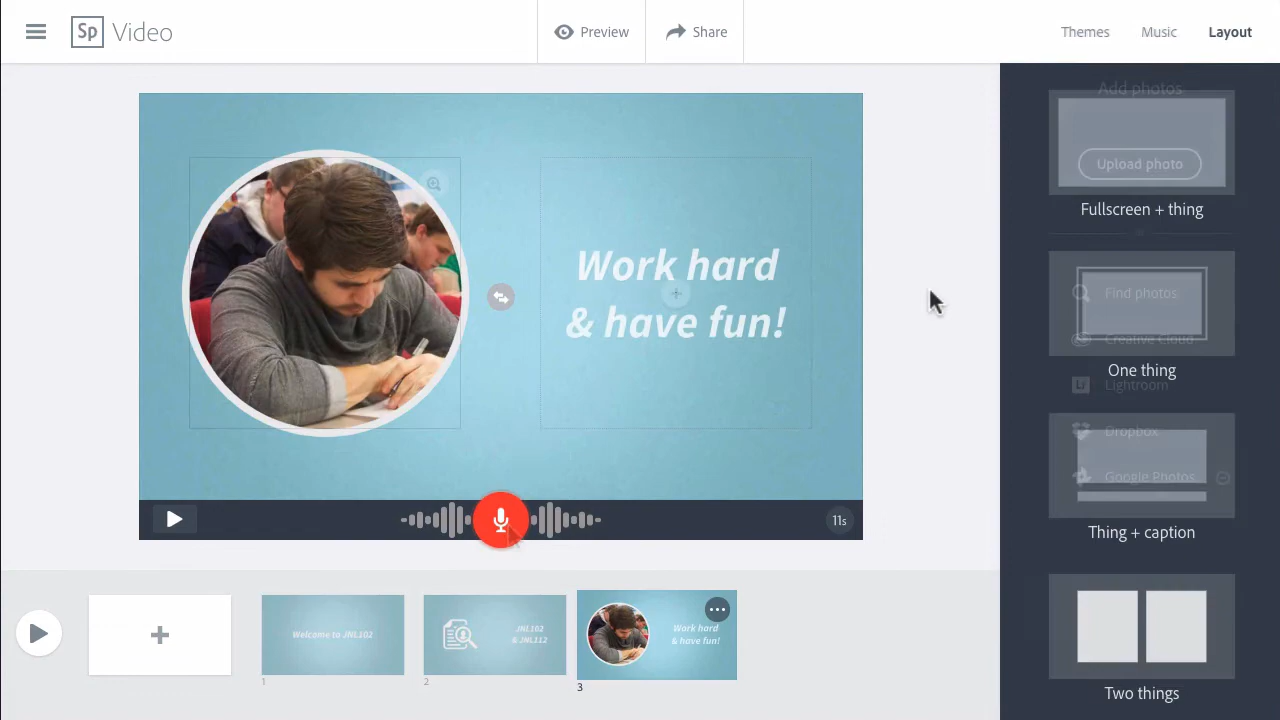 Sp Video
Preview
Share
Themes
Music
Layout
Add photos
Upload photo
Fullscreen + thing
Find photos
Creative Cloud
One thing
Lr Lightroom
Dropbox
Google Photos
Thing + caption
Two things
Work hard
& have fun!
11s
Welcome to JNL102
1
JNL102
& JNL112
2
Work hard
& have fun!
3